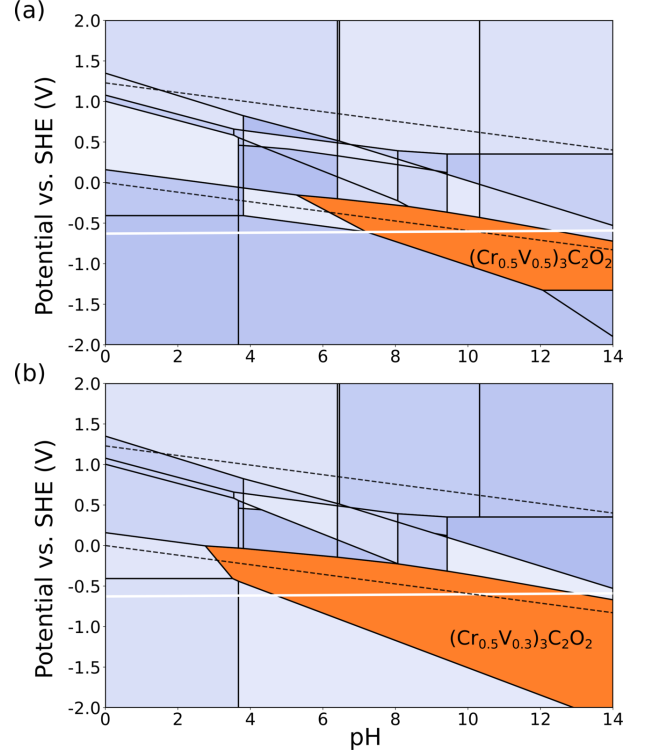 (a)
Potential vs. SHE (V)
2.0
1.5
1.0
0.5
0.0
-0.5
-1.0
-1.5
-2.0
(Cr₀.₅V₀.₅)₃C₂O₂
0 2 4 6 8 10 12 14
(b)
Potential vs. SHE (V)
2.0
1.5
1.0
0.5
0.0
-0.5
-1.0
-1.5
-2.0
(Cr₀.₅V₀.₃)₃C₂O₂
0 2 4 6 8 10 12 14
pH